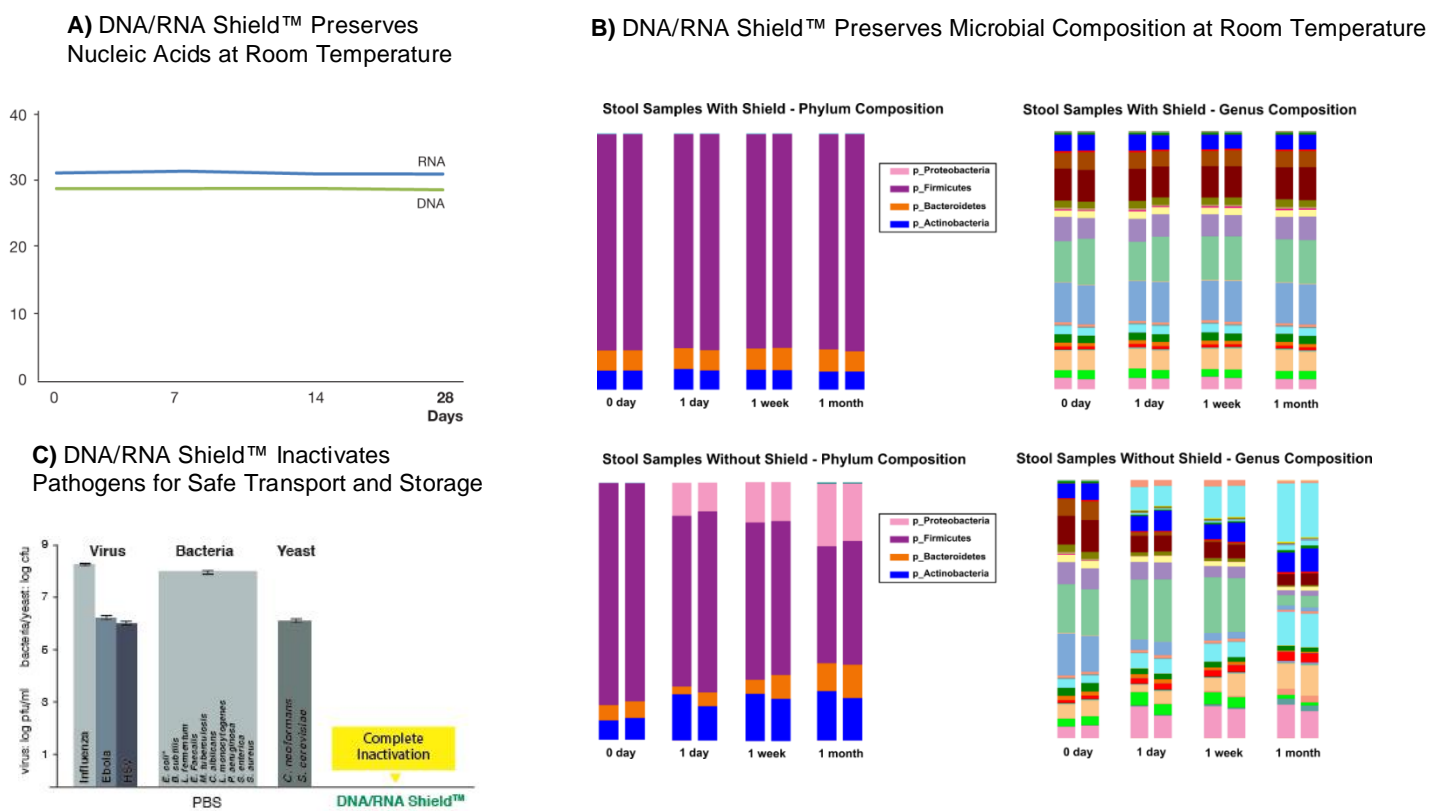 A) DNA/RNA Shield™ Preserves
Nucleic Acids at Room Temperature
40
30
20
10
0
RNA
DNA
0
7
14
28
Days
B) DNA/RNA Shield™ Preserves Microbial Composition at Room Temperature
Stool Samples With Shield - Phylum Composition
0 day
1 day
1 week
1 month
p_Proteobacteria
p_Firmicutes
p_Bacteroidetes
p_Actinobacteria
Stool Samples With Shield - Genus Composition
0 day
1 day
1 week
1 month
Stool Samples Without Shield - Phylum Composition
0 day
1 day
1 week
1 month
p_Proteobacteria
p_Firmicutes
p_Bacteroidetes
p_Actinobacteria
Stool Samples Without Shield - Genus Composition
0 day
1 day
1 week
1 month
C) DNA/RNA Shield™ Inactivates
Pathogens for Safe Transport and Storage
virus: log pfu/ml bacteria/yeast: log cfu
9
7
1
Virus
Bacteria
Yeast
Influenza
Ebola
HSV
E. coli*
B. subtilis
L. fementum
E. Faecalis
M. tuberculosis
C. albicans
L. monocytogenes
P. aeruginosa
S. enterica
S. aureus
C. neoformans
S. cerevisiae
PBS
Complete
Inactivation
DNA/RNA Shield™